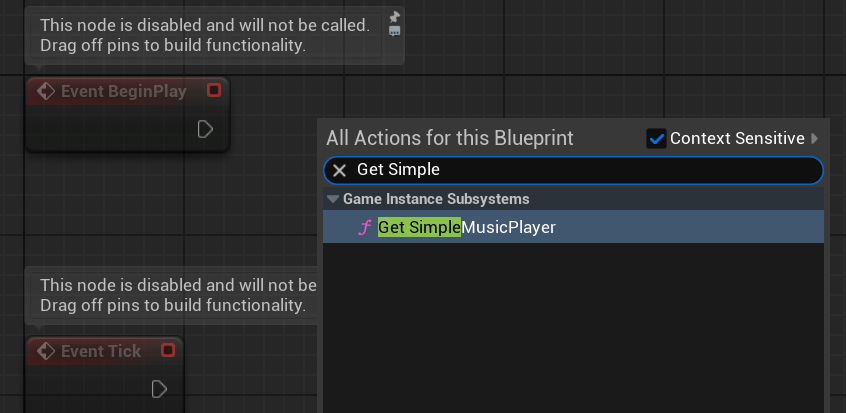 This node is disabled and will not be called.
Drag off pins to build functionality.
Event BeginPlay
All Actions for this Blueprint
Context Sensitive
Get Simple
Game Instance Subsystems
f Get SimpleMusicPlayer
This node is disabled and will not be
Drag off pins to build functionality.
Event Tick